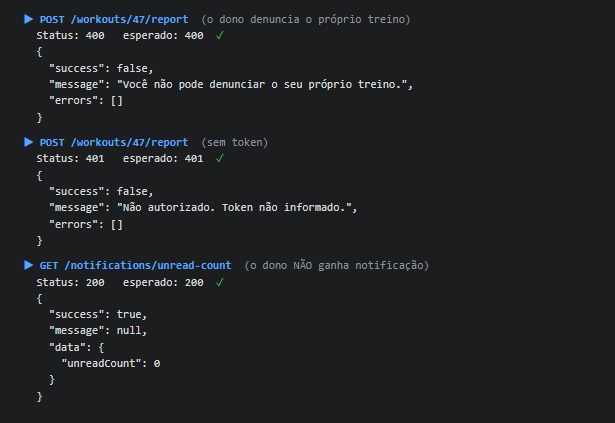 ▶ POST /workouts/47/report (o dono denuncia o próprio treino)
Status: 400 esperado: 400 ✓
{
"success": false,
"message": "Você não pode denunciar o seu próprio treino.",
"errors": []
}
▶ POST /workouts/47/report (sem token)
Status: 401 esperado: 401 ✓
{
"success": false,
"message": "Não autorizado. Token não informado.",
"errors": []
}
▶ GET /notifications/unread-count (o dono NÃO ganha notificação)
Status: 200 esperado: 200 ✓
{
"success": true,
"message": null,
"data": {
"unreadCount": 0
}
}